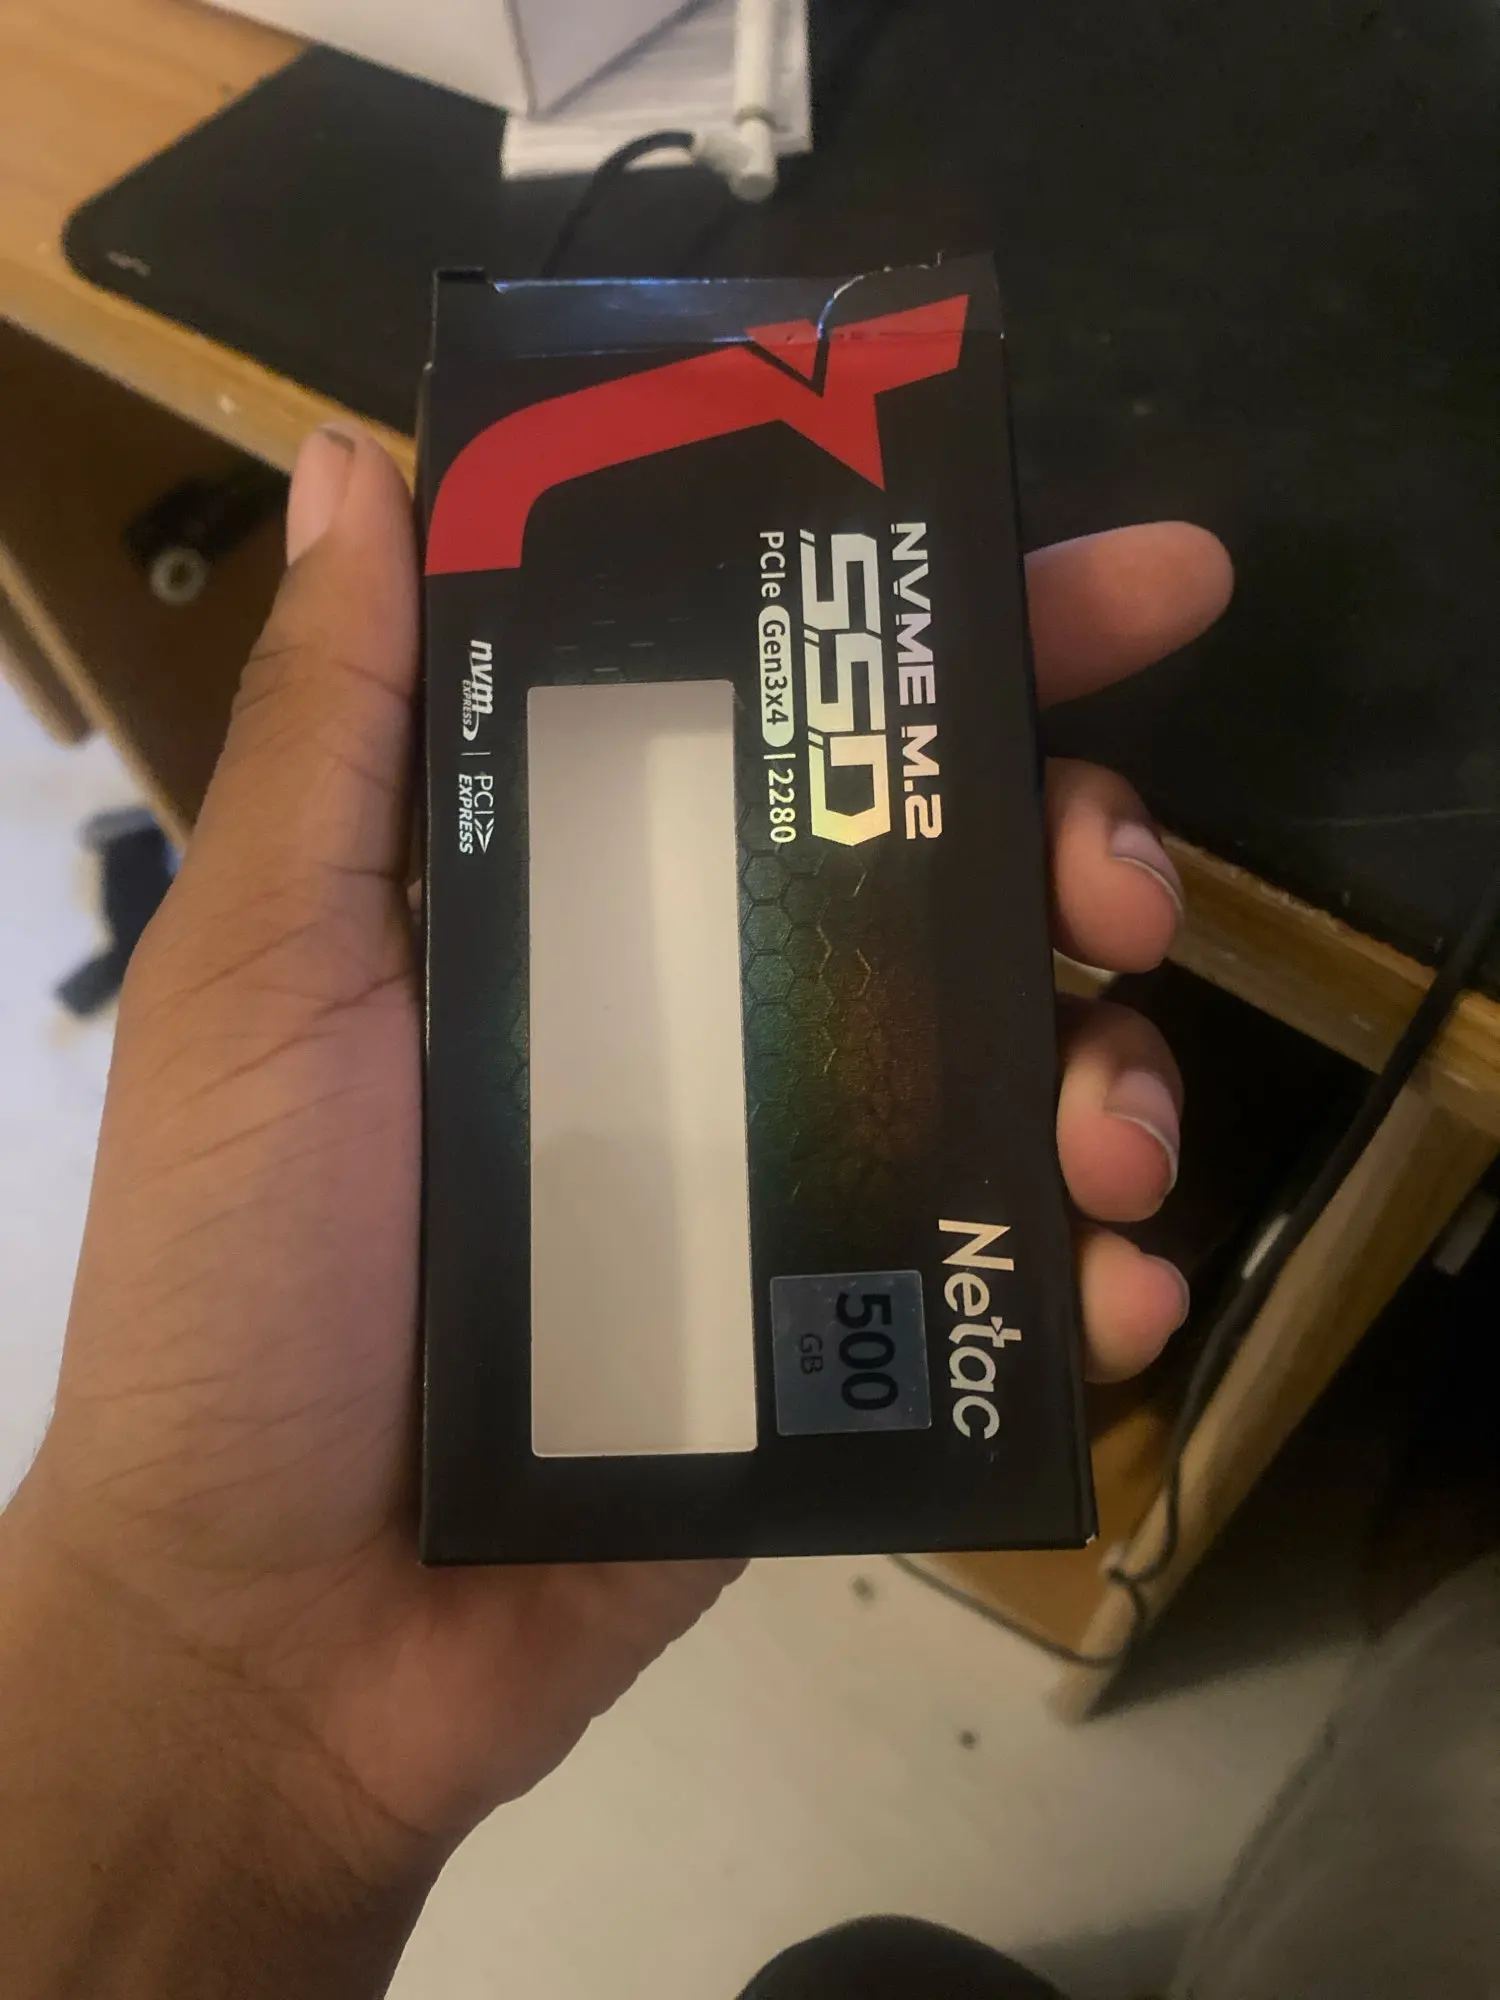 Netac
NVME M.2
SSD
PCIe Gen3x4 | 2280
500
GB
nvm
EXPRESS
PCI
EXPRESS